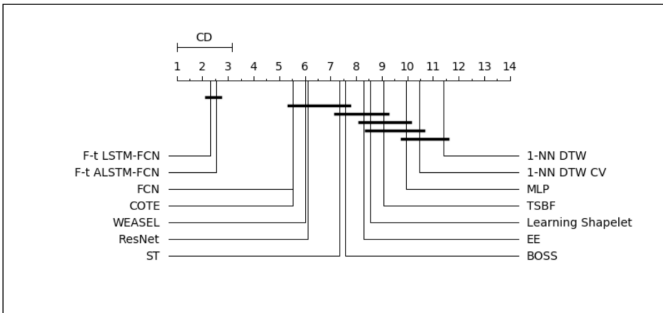 CD
1 2 3 4 5 6 7 8 9 10 11 12 13 14
F-t LSTM-FCN 1-NN DTW
F-t ALSTM-FCN 1-NN DTW CV
FCN MLP
COTE TSBF
WEASEL Learning Shapelet
ResNet EE
ST BOSS